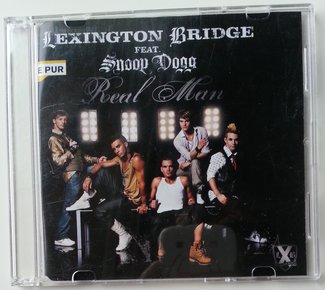 LEXINGTON BRIDGE
FEAT.
Snoop Dogg
E PUR
Real Man
X